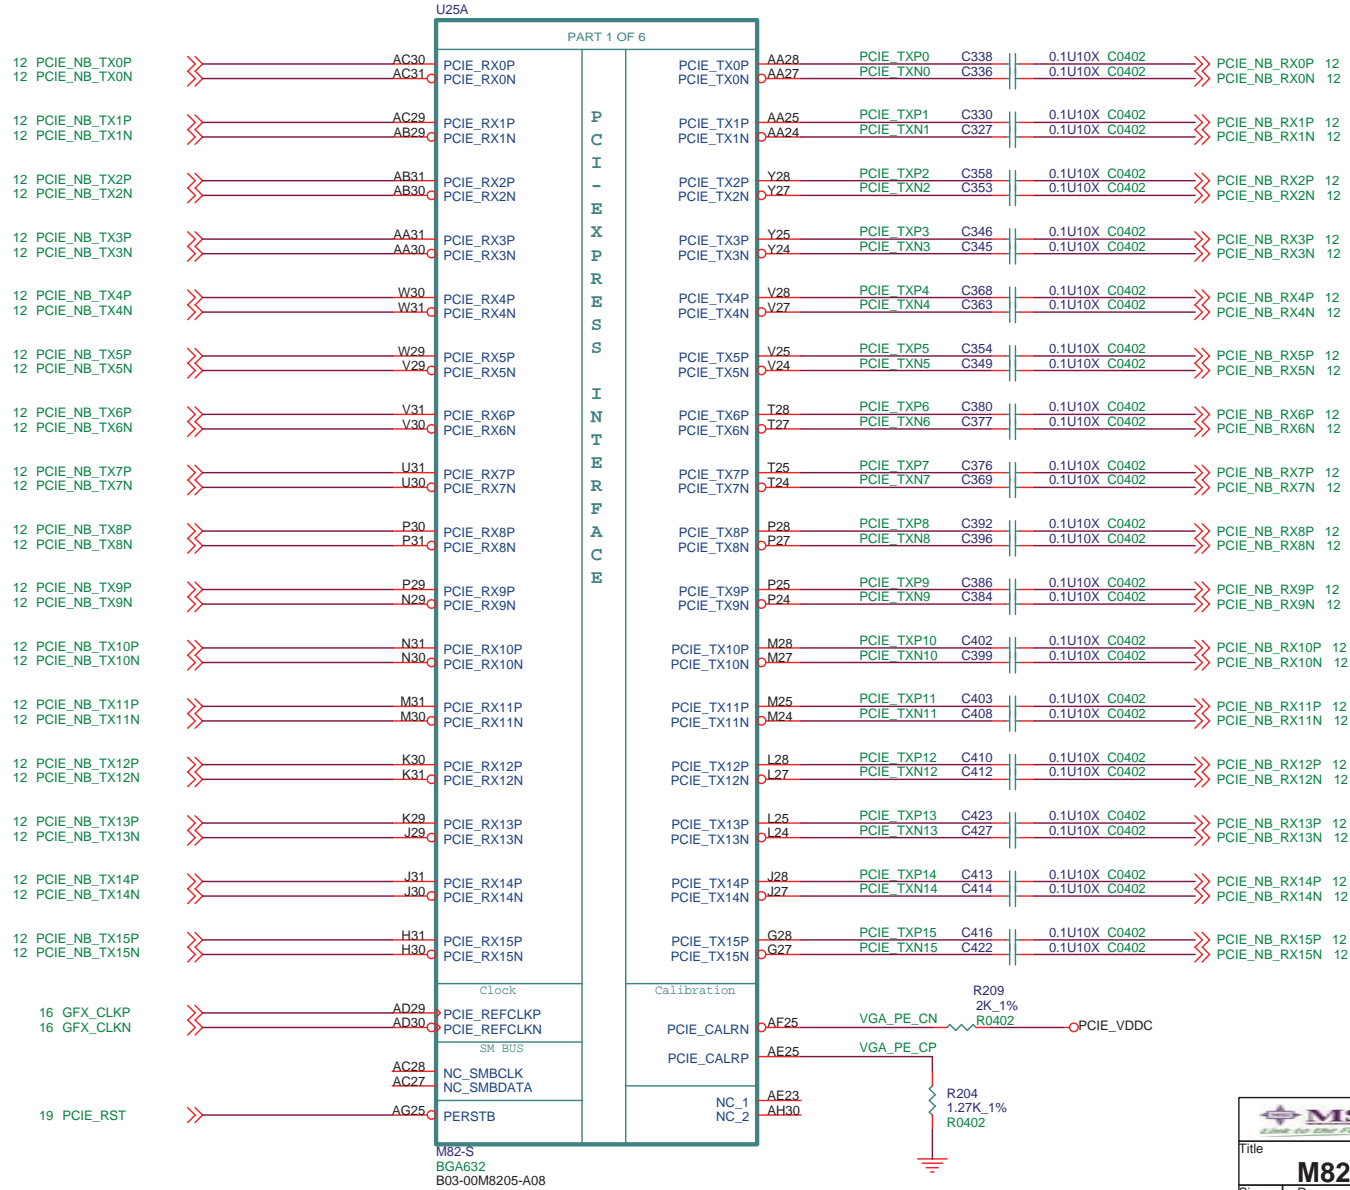 U25A
PART 1 OF 6
PCI-EXPRESS INTERFACE
12 PCIE_NB_TX0P AC30 PCIE_RX0P PCIE_TX0P AA28 PCIE_TXP0 C338 0.1U10X C0402 PCIE_NB_RX0P 12
12 PCIE_NB_TX0N AC31 PCIE_RX0N PCIE_TX0N AA27 PCIE_TXN0 C336 0.1U10X C0402 PCIE_NB_RX0N 12
12 PCIE_NB_TX1P AC29 PCIE_RX1P PCIE_TX1P AA25 PCIE_TXP1 C330 0.1U10X C0402 PCIE_NB_RX1P 12
12 PCIE_NB_TX1N AB29 PCIE_RX1N PCIE_TX1N AA24 PCIE_TXN1 C327 0.1U10X C0402 PCIE_NB_RX1N 12
12 PCIE_NB_TX2P AB31 PCIE_RX2P PCIE_TX2P Y28 PCIE_TXP2 C358 0.1U10X C0402 PCIE_NB_RX2P 12
12 PCIE_NB_TX2N AB30 PCIE_RX2N PCIE_TX2N Y27 PCIE_TXN2 C353 0.1U10X C0402 PCIE_NB_RX2N 12
12 PCIE_NB_TX3P AA31 PCIE_RX3P PCIE_TX3P Y25 PCIE_TXP3 C346 0.1U10X C0402 PCIE_NB_RX3P 12
12 PCIE_NB_TX3N AA30 PCIE_RX3N PCIE_TX3N Y24 PCIE_TXN3 C345 0.1U10X C0402 PCIE_NB_RX3N 12
12 PCIE_NB_TX4P W30 PCIE_RX4P PCIE_TX4P V28 PCIE_TXP4 C368 0.1U10X C0402 PCIE_NB_RX4P 12
12 PCIE_NB_TX4N W31 PCIE_RX4N PCIE_TX4N V27 PCIE_TXN4 C363 0.1U10X C0402 PCIE_NB_RX4N 12
12 PCIE_NB_TX5P W29 PCIE_RX5P PCIE_TX5P V25 PCIE_TXP5 C354 0.1U10X C0402 PCIE_NB_RX5P 12
12 PCIE_NB_TX5N V29 PCIE_RX5N PCIE_TX5N V24 PCIE_TXN5 C349 0.1U10X C0402 PCIE_NB_RX5N 12
12 PCIE_NB_TX6P V31 PCIE_RX6P PCIE_TX6P T28 PCIE_TXP6 C380 0.1U10X C0402 PCIE_NB_RX6P 12
12 PCIE_NB_TX6N V30 PCIE_RX6N PCIE_TX6N T27 PCIE_TXN6 C377 0.1U10X C0402 PCIE_NB_RX6N 12
12 PCIE_NB_TX7P U31 PCIE_RX7P PCIE_TX7P T25 PCIE_TXP7 C376 0.1U10X C0402 PCIE_NB_RX7P 12
12 PCIE_NB_TX7N U30 PCIE_RX7N PCIE_TX7N T24 PCIE_TXN7 C369 0.1U10X C0402 PCIE_NB_RX7N 12
12 PCIE_NB_TX8P P30 PCIE_RX8P PCIE_TX8P P28 PCIE_TXP8 C392 0.1U10X C0402 PCIE_NB_RX8P 12
12 PCIE_NB_TX8N P31 PCIE_RX8N PCIE_TX8N P27 PCIE_TXN8 C396 0.1U10X C0402 PCIE_NB_RX8N 12
12 PCIE_NB_TX9P P29 PCIE_RX9P PCIE_TX9P P25 PCIE_TXP9 C386 0.1U10X C0402 PCIE_NB_RX9P 12
12 PCIE_NB_TX9N N29 PCIE_RX9N PCIE_TX9N P24 PCIE_TXN9 C384 0.1U10X C0402 PCIE_NB_RX9N 12
12 PCIE_NB_TX10P N31 PCIE_RX10P PCIE_TX10P M28 PCIE_TXP10 C402 0.1U10X C0402 PCIE_NB_RX10P 12
12 PCIE_NB_TX10N N30 PCIE_RX10N PCIE_TX10N M27 PCIE_TXN10 C399 0.1U10X C0402 PCIE_NB_RX10N 12
12 PCIE_NB_TX11P M31 PCIE_RX11P PCIE_TX11P M25 PCIE_TXP11 C403 0.1U10X C0402 PCIE_NB_RX11P 12
12 PCIE_NB_TX11N M30 PCIE_RX11N PCIE_TX11N M24 PCIE_TXN11 C408 0.1U10X C0402 PCIE_NB_RX11N 12
12 PCIE_NB_TX12P K30 PCIE_RX12P PCIE_TX12P L28 PCIE_TXP12 C410 0.1U10X C0402 PCIE_NB_RX12P 12
12 PCIE_NB_TX12N K31 PCIE_RX12N PCIE_TX12N L27 PCIE_TXN12 C412 0.1U10X C0402 PCIE_NB_RX12N 12
12 PCIE_NB_TX13P K29 PCIE_RX13P PCIE_TX13P L25 PCIE_TXP13 C423 0.1U10X C0402 PCIE_NB_RX13P 12
12 PCIE_NB_TX13N J29 PCIE_RX13N PCIE_TX13N L24 PCIE_TXN13 C427 0.1U10X C0402 PCIE_NB_RX13N 12
12 PCIE_NB_TX14P J31 PCIE_RX14P PCIE_TX14P J28 PCIE_TXP14 C413 0.1U10X C0402 PCIE_NB_RX14P 12
12 PCIE_NB_TX14N J30 PCIE_RX14N PCIE_TX14N J27 PCIE_TXN14 C414 0.1U10X C0402 PCIE_NB_RX14N 12
12 PCIE_NB_TX15P H31 PCIE_RX15P PCIE_TX15P G28 PCIE_TXP15 C416 0.1U10X C0402 PCIE_NB_RX15P 12
12 PCIE_NB_TX15N H30 PCIE_RX15N PCIE_TX15N G27 PCIE_TXN15 C422 0.1U10X C0402 PCIE_NB_RX15N 12
Clock Calibration
R209
2K_1%
R0402
16 GFX_CLKP AD29 PCIE_REFCLKP
16 GFX_CLKN AD30 PCIE_REFCLKN PCIE_CALRN AF25 VGA_PE_CN PCIE_VDDC
SM BUS
PCIE_CALRP AE25 VGA_PE_CP
AC28 NC_SMBCLK
AC27 NC_SMBDATA
R204
1.27K_1%
R0402
NC_1 AE23
NC_2 AH30
19 PCIE_RST AG25 PERSTB
M82-S
BGA632
B03-00M8205-A08
Title
M82